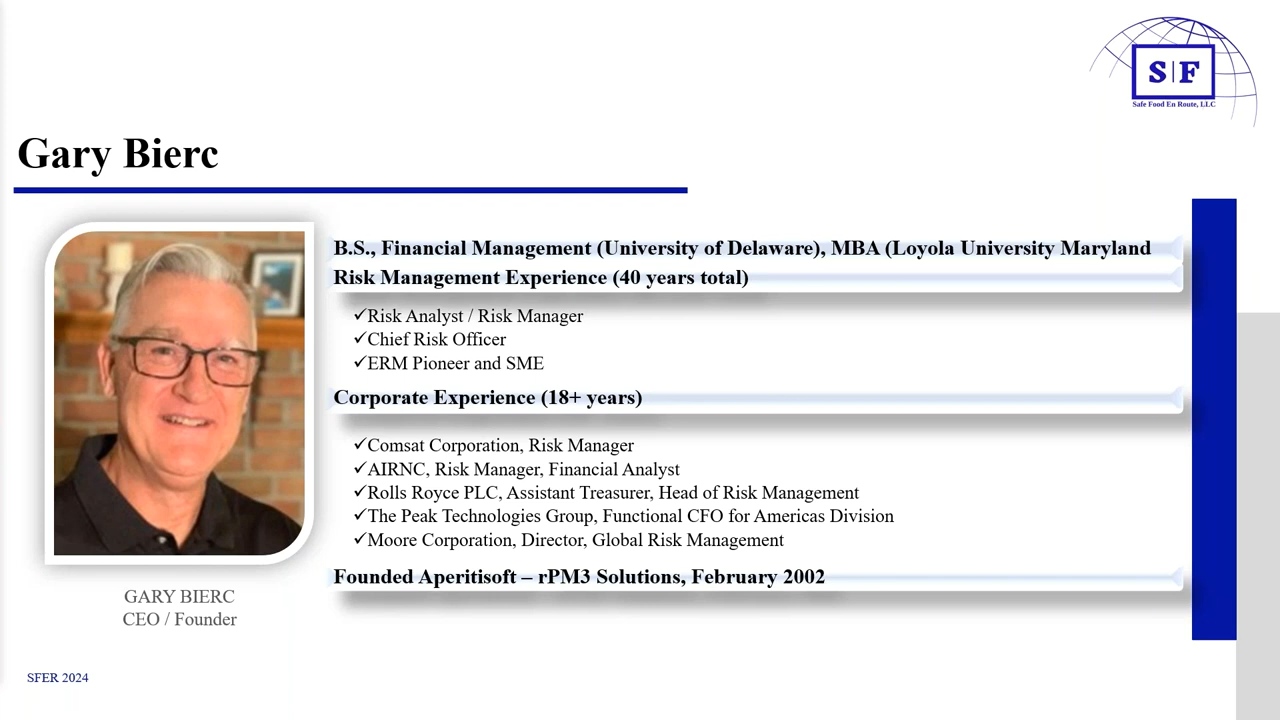 S|F
Safe Food En Route, LLC
Gary Bierc
B.S., Financial Management (University of Delaware), MBA (Loyola University Maryland
Risk Management Experience (40 years total)
✓Risk Analyst / Risk Manager
✓Chief Risk Officer
✓ERM Pioneer and SME
Corporate Experience (18+ years)
✓Comsat Corporation, Risk Manager
✓AIRNC, Risk Manager, Financial Analyst
✓Rolls Royce PLC, Assistant Treasurer, Head of Risk Management
✓The Peak Technologies Group, Functional CFO for Americas Division
✓Moore Corporation, Director, Global Risk Management
Founded Aperitisoft – rPM3 Solutions, February 2002
GARY BIERC
CEO / Founder
SFER 2024